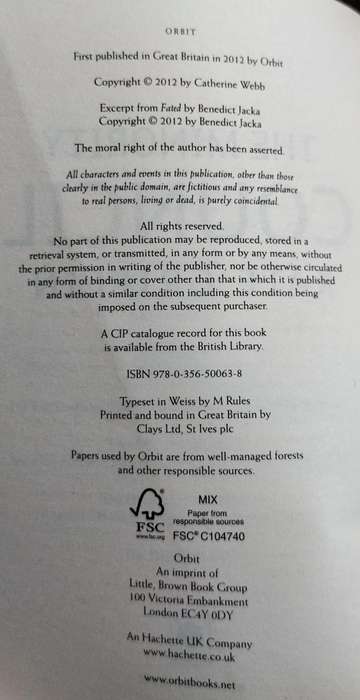 ORBIT
First published in Great Britain in 2012 by Orbit
Copyright © 2012 by Catherine Webb
Excerpt from Fated by Benedict Jacka
Copyright © 2012 by Benedict Jacka
The moral right of the author has been asserted.
All characters and events in this publication, other than those
clearly in the public domain, are fictitious and any resemblance
to real persons, living or dead, is purely coincidental.
All rights reserved.
No part of this publication may be reproduced, stored in a
retrieval system, or transmitted, in any form or by any means, without
the prior permission in writing of the publisher, nor be otherwise circulated
in any form of binding or cover other than that in which it is published
and without a similar condition including this condition being
imposed on the subsequent purchaser.
A CIP catalogue record for this book
is available from the British Library.
ISBN 978-0-356-50063-8
Typeset in Weiss by M Rules
Printed and bound in Great Britain by
Clays Ltd, St Ives plc
Papers used by Orbit are from well-managed forests
and other responsible sources.
FSC
www.fsc.org
MIX
Paper from
responsible sources
FSC® C104740
Orbit
An imprint of
Little, Brown Book Group
100 Victoria Embankment
London EC4Y 0DY
An Hachette UK Company
www.hachette.co.uk
www.orbitbooks.net